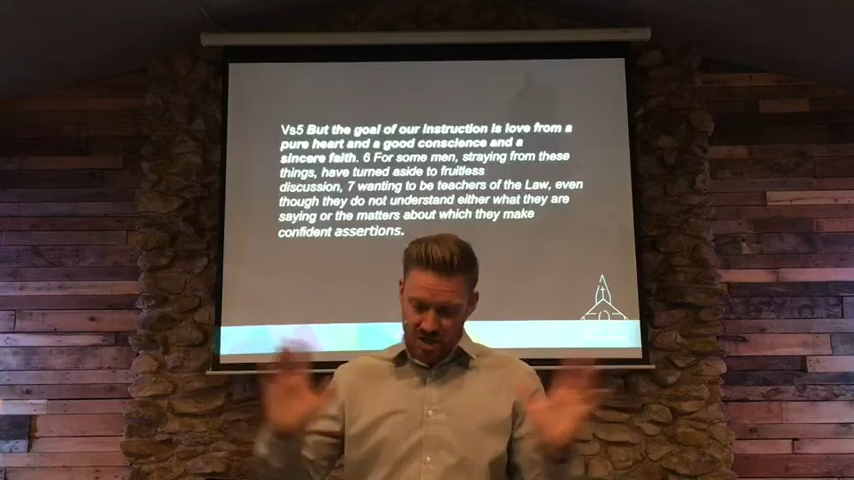 Vs5 But the goal of our instruction is love from a
pure heart and a good conscience and a
sincere faith. 6 For some men, straying from these
things, have turned aside to fruitless
discussion, 7 wanting to be teachers of the Law, even
though they do not understand either what they are
saying or the matters about which they make
confident assertions.